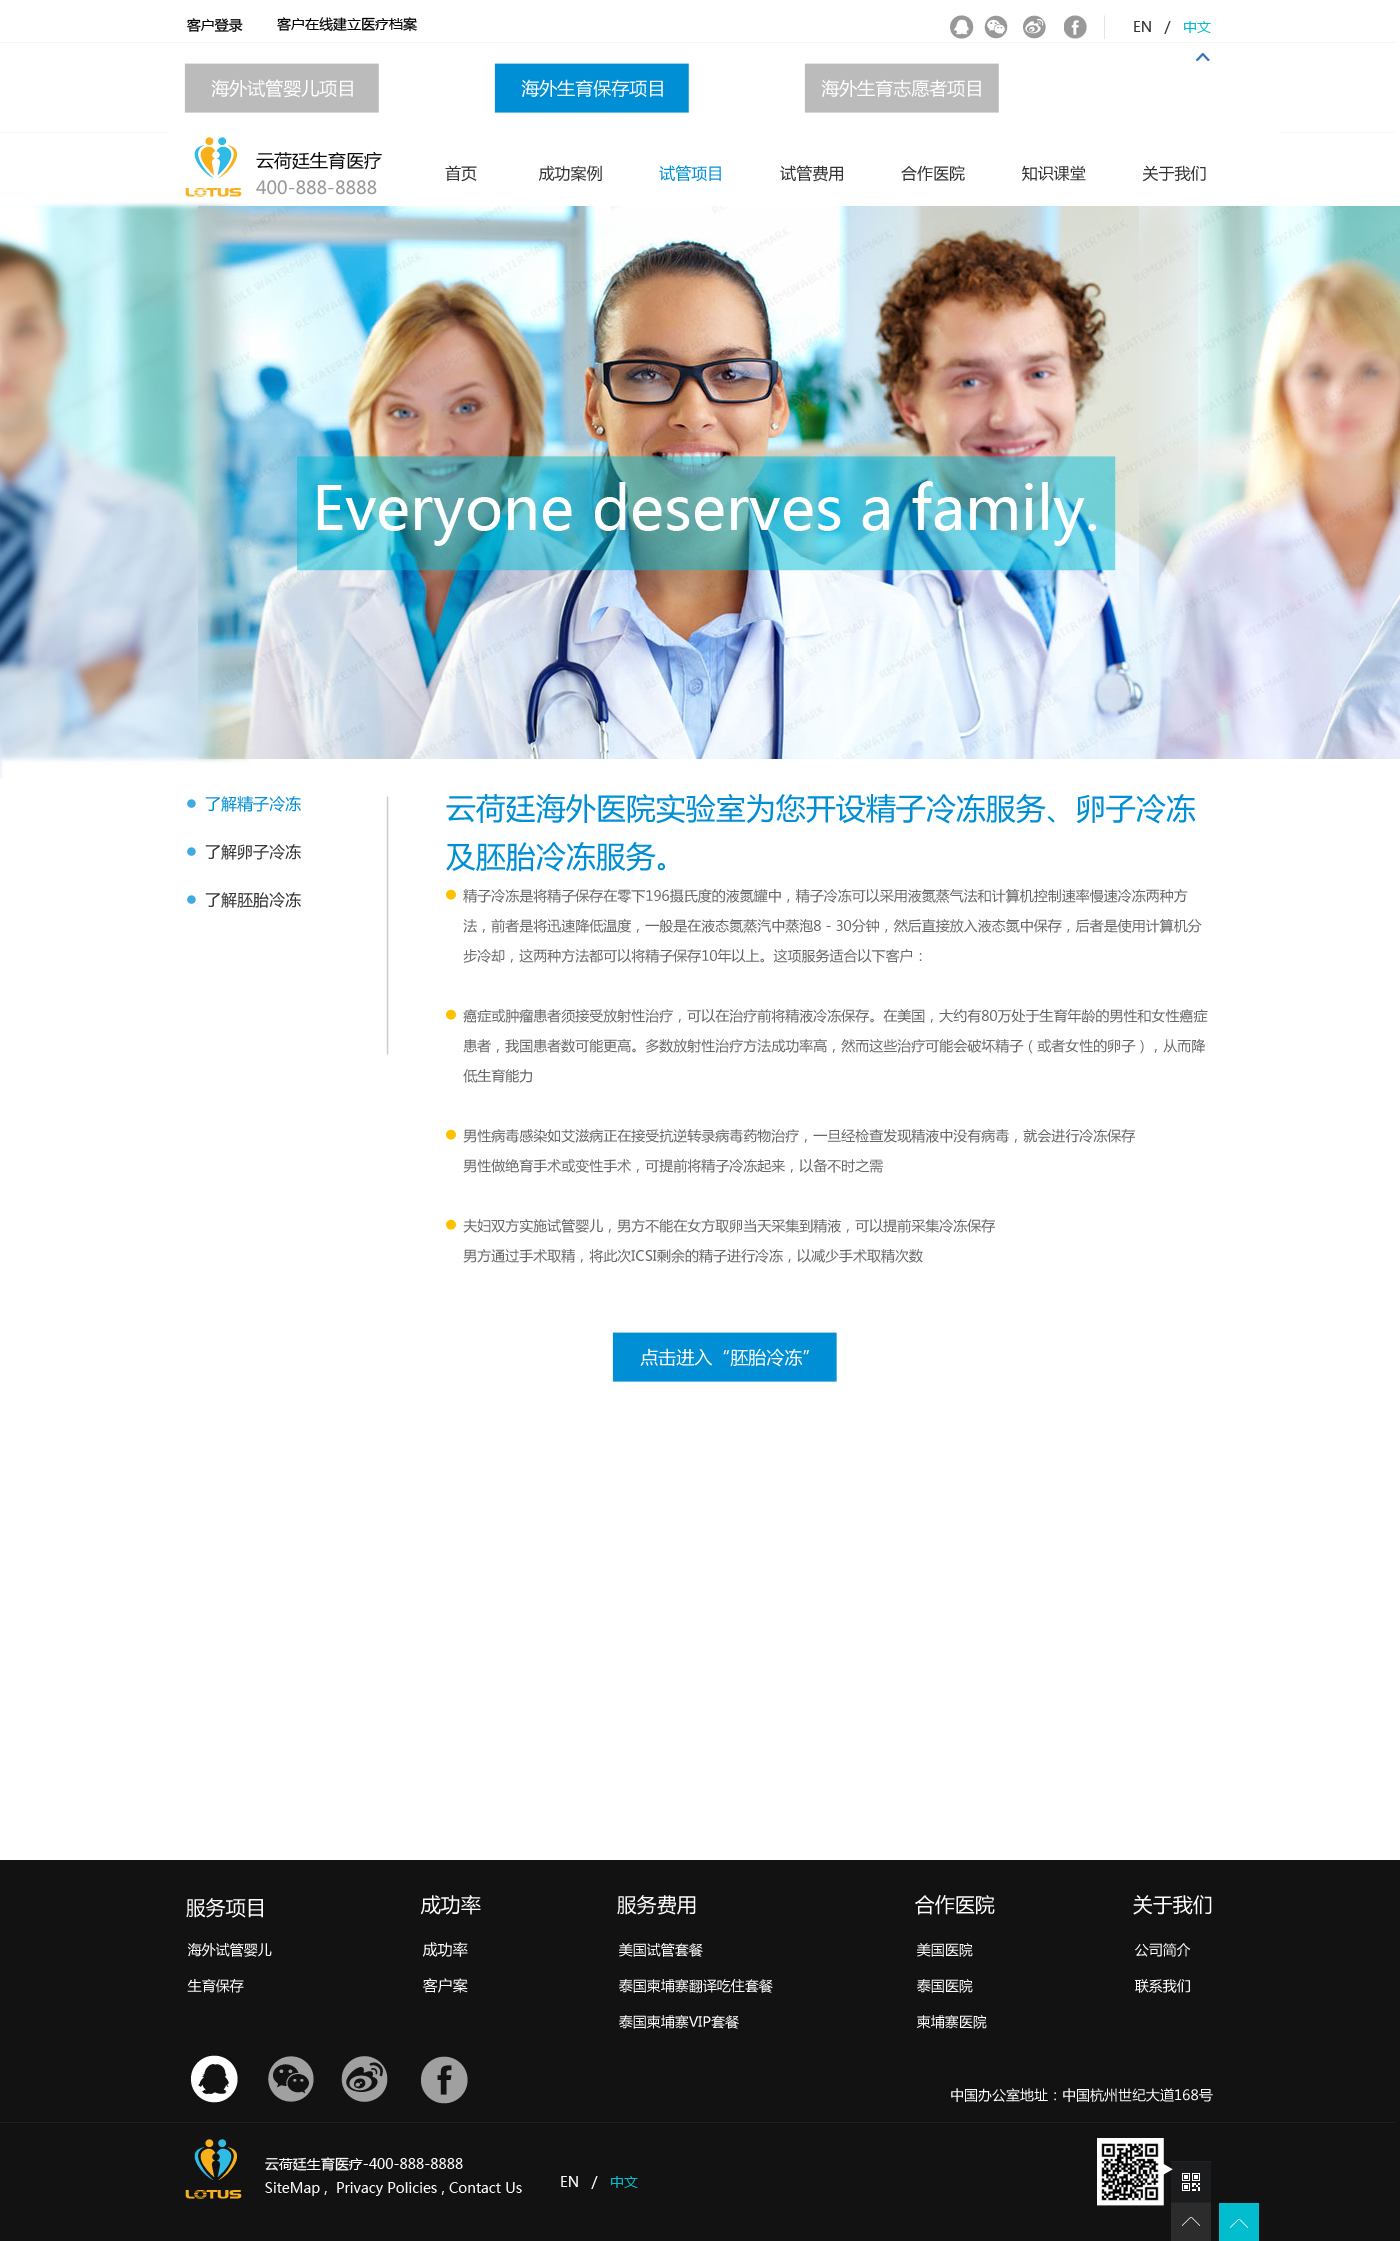 客户登录 客户在线建立医疗档案 EN / 中文
海外试管婴儿项目 海外生育保存项目 海外生育志愿者项目
云荷廷生育医疗
400-888-8888
LOTUS
首页 成功案例 试管项目 试管费用 合作医院 知识课堂 关于我们
Everyone deserves a family.
REMOVABLE WATERMARK
了解精子冷冻
了解卵子冷冻
了解胚胎冷冻
云荷廷海外医院实验室为您开设精子冷冻服务、卵子冷冻
及胚胎冷冻服务。
精子冷冻是将精子保存在零下196摄氏度的液氮罐中，精子冷冻可以采用液氮蒸气法和计算机控制速率慢速冷冻两种方
法，前者是将迅速降低温度，一般是在液态氮蒸汽中蒸泡8 - 30分钟，然后直接放入液态氮中保存，后者是使用计算机分
步冷却，这两种方法都可以将精子保存10年以上。这项服务适合以下客户：
癌症或肿瘤患者须接受放射性治疗，可以在治疗前将精液冷冻保存。在美国，大约有80万处于生育年龄的男性和女性癌症
患者，我国患者数可能更高。多数放射性治疗方法成功率高，然而这些治疗可能会破坏精子（或者女性的卵子），从而降
低生育能力
男性病毒感染如艾滋病正在接受抗逆转录病毒药物治疗，一旦经检查发现精液中没有病毒，就会进行冷冻保存
男性做绝育手术或变性手术，可提前将精子冷冻起来，以备不时之需
夫妇双方实施试管婴儿，男方不能在女方取卵当天采集到精液，可以提前采集冷冻保存
男方通过手术取精，将此次ICSI剩余的精子进行冷冻，以减少手术取精次数
点击进入“胚胎冷冻”
服务项目 成功率 服务费用 合作医院 关于我们
海外试管婴儿 成功率 美国试管套餐 美国医院 公司简介
生育保存 客户案 泰国柬埔寨翻译吃住套餐 泰国医院 联系我们
泰国柬埔寨VIP套餐 柬埔寨医院
中国办公室地址：中国杭州世纪大道168号
LOTUS
云荷廷生育医疗-400-888-8888
SiteMap , Privacy Policies , Contact Us
EN / 中文